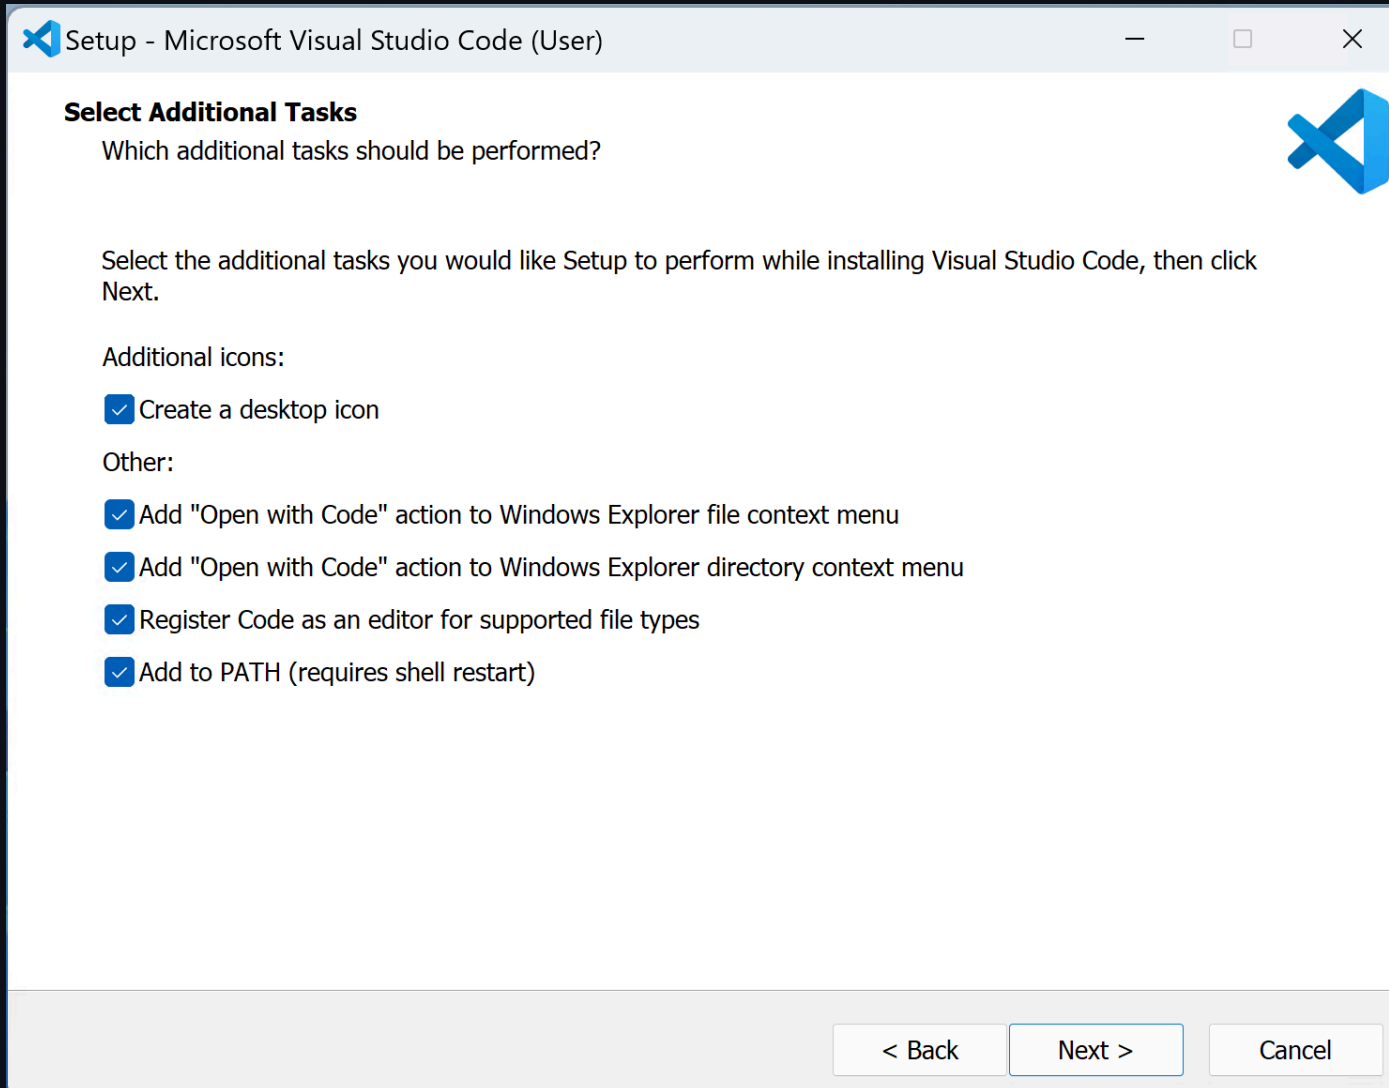 Setup - Microsoft Visual Studio Code (User)
Select Additional Tasks
Which additional tasks should be performed?
Select the additional tasks you would like Setup to perform while installing Visual Studio Code, then click
Next.
Additional icons:
Create a desktop icon
Other:
Add "Open with Code" action to Windows Explorer file context menu
Add "Open with Code" action to Windows Explorer directory context menu
Register Code as an editor for supported file types
Add to PATH (requires shell restart)
< Back
Next >
Cancel